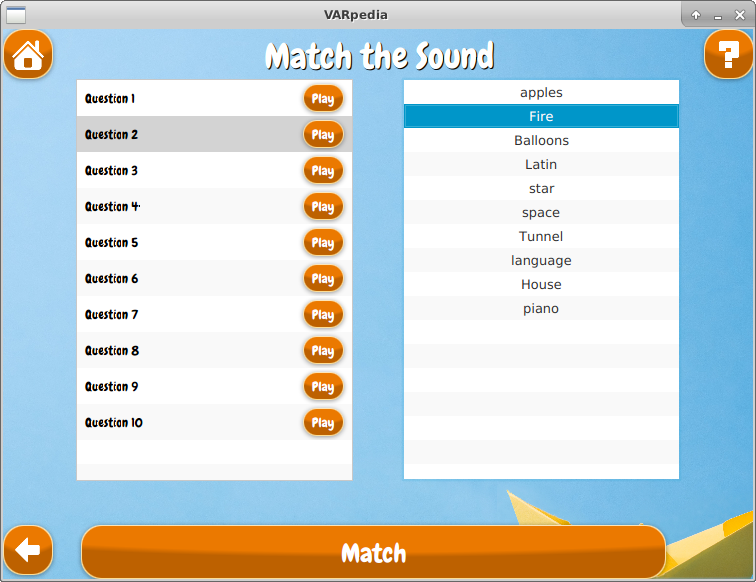 VARpedia
Match the Sound
?
Question 1 Play
Question 2 Play
Question 3 Play
Question 4 Play
Question 5 Play
Question 6 Play
Question 7 Play
Question 8 Play
Question 9 Play
Question 10 Play
apples
Fire
Balloons
Latin
star
space
Tunnel
language
House
piano
Match